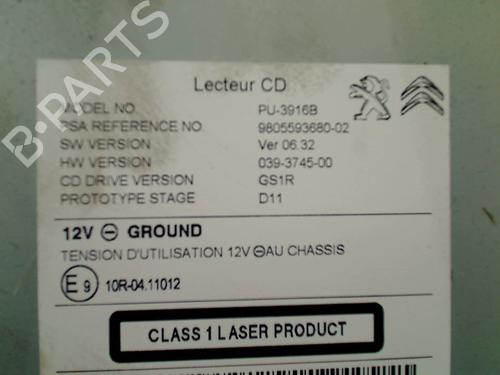 Lecteur CD
MODEL NO. PU-3916B
PSA REFERENCE NO. 9805593680-02
SW VERSION Ver 06.32
HW VERSION 039-3745-00
CD DRIVE VERSION GS1R
PROTOTYPE STAGE D11
12V ⊖ GROUND
TENSION D'UTILISATION 12V ⊖AU CHASSIS
E9 10R-04.11012
CLASS 1 LASER PRODUCT
B-PARTS